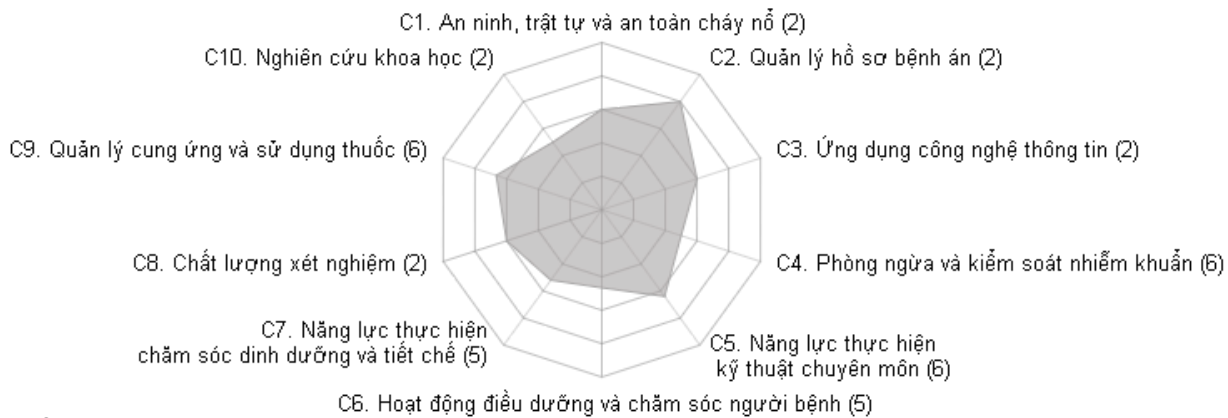 C1. An ninh, trật tự và an toàn cháy nổ (2)
C2. Quản lý hồ sơ bệnh án (2)
C3. Ứng dụng công nghệ thông tin (2)
C4. Phòng ngừa và kiểm soát nhiễm khuẩn (6)
C5. Năng lực thực hiện
kỹ thuật chuyên môn (6)
C6. Hoạt động điều dưỡng và chăm sóc người bệnh (5)
C7. Năng lực thực hiện
chăm sóc dinh dưỡng và tiết chế (5)
C8. Chất lượng xét nghiệm (2)
C9. Quản lý cung ứng và sử dụng thuốc (6)
C10. Nghiên cứu khoa học (2)